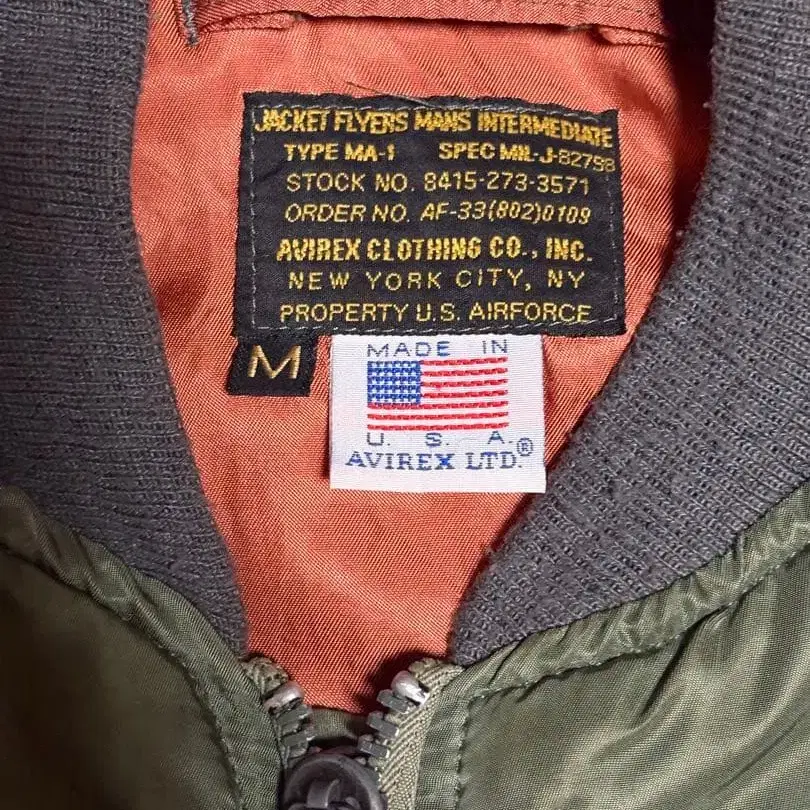 JACKET FLYERS MANS INTERMEDIATE
TYPE MA-1 SPEC MIL-J-8279B
STOCK NO. 8415-273-3571
ORDER NO. AF-33(802)0109
AVIREX CLOTHING CO., INC.
NEW YORK CITY, NY
PROPERTY U.S. AIRFORCE
M
MADE IN
U. S. A.
AVIREX LTD.®